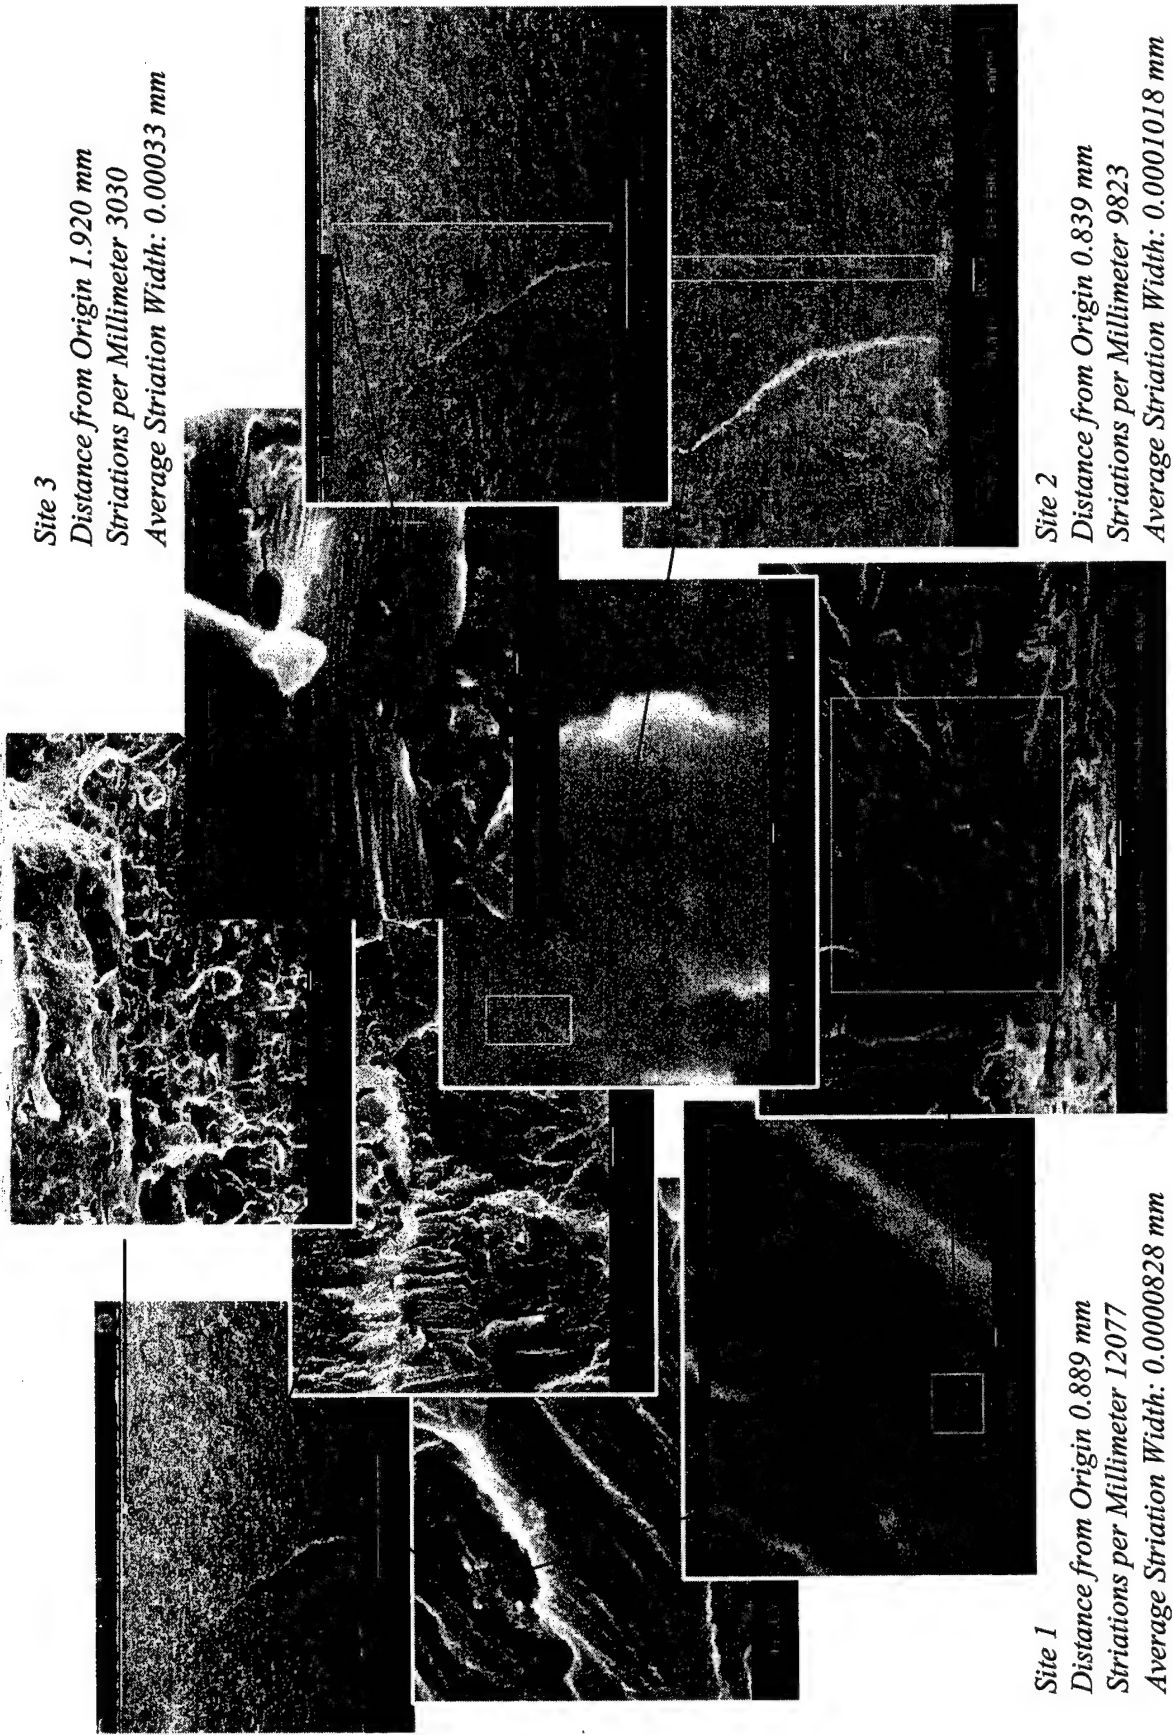 Site 3
Distance from Origin 1.920 mm
Striations per Millimeter 3030
Average Striation Width: 0.00033 mm
Site 1
Distance from Origin 0.889 mm
Striations per Millimeter 12077
Average Striation Width: 0.0000828 mm
Site 2
Distance from Origin 0.839 mm
Striations per Millimeter 9823
Average Striation Width: 0.0001018 mm